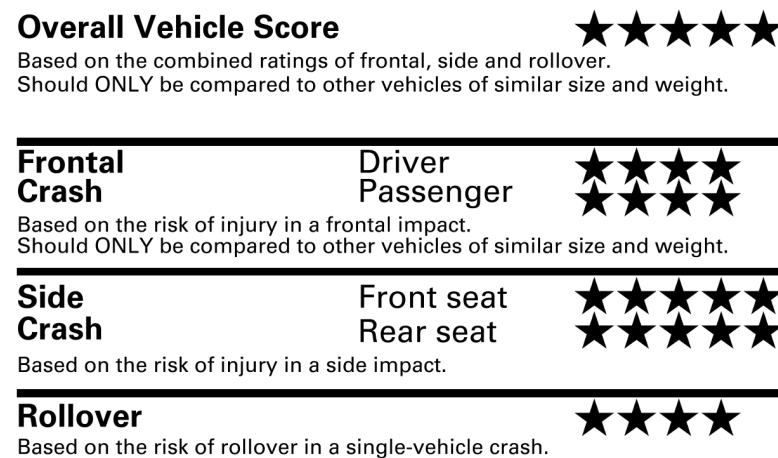 Overall Vehicle Score ★★★★★
Based on the combined ratings of frontal, side and rollover.
Should ONLY be compared to other vehicles of similar size and weight.
Frontal Driver ★★★★
Crash Passenger ★★★★
Based on the risk of injury in a frontal impact.
Should ONLY be compared to other vehicles of similar size and weight.
Side Front seat ★★★★★
Crash Rear seat ★★★★★
Based on the risk of injury in a side impact.
Rollover ★★★★
Based on the risk of rollover in a single-vehicle crash.